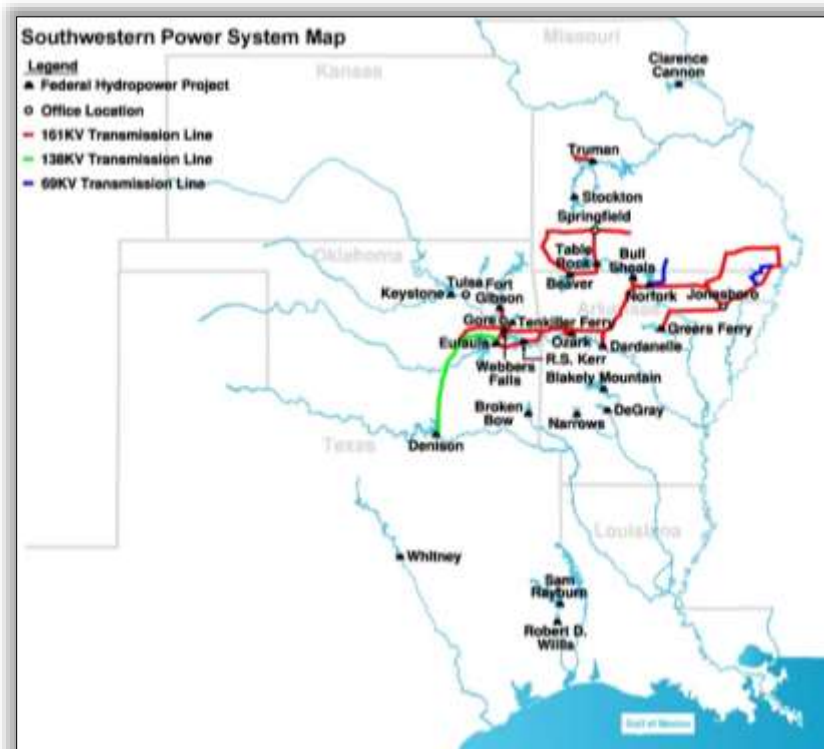 Southwestern Power System Map
Legend
Federal Hydropower Project
Office Location
161KV Transmission Line
138KV Transmission Line
69KV Transmission Line
Missouri
Kansas
Clarence
Cannon
Truman
Stockton
Springfield
Oklahoma
Table
Rock
Bull
Shoals
Beaver
Norfork
Jonesboro
Arkansas
Keystone
Tulsa
Fort
Gibson
Gore
Tenkiller Ferry
Greers Ferry
Eufaula
Ozark
Dardanelle
R.S. Kerr
Webbers
Falls
Blakely Mountain
Broken
Bow
Narrows
DeGray
Texas
Denison
Louisiana
Whitney
Sam
Rayburn
Robert D.
Willis
Gulf of Mexico